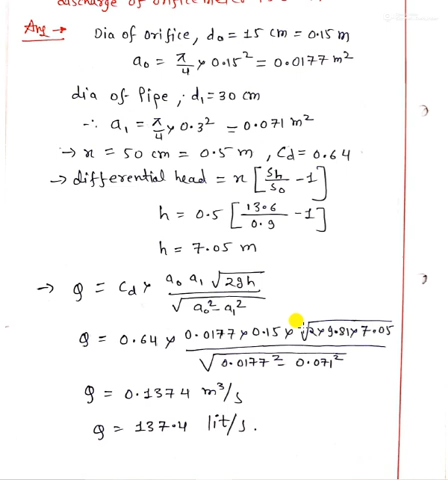 discharge of orificemeter
Ans → Dia of orifice, d₀ = 15 cm = 0.15 m
a₀ = π/4 × 0.15² = 0.0177 m²
dia of Pipe, d₁ = 30 cm
∴ a₁ = π/4 × 0.3² = 0.071 m²
→ x = 50 cm = 0.5 m, Cd = 0.64
→ differential head = x [Sh/So - 1]
h = 0.5 [13.6/0.9 - 1]
h = 7.05 m
→ Q = Cd × a₀ a₁ √2gh / √a₀² - a₁²
Q = 0.64 × 0.0177 × 0.15 × √2×9.81×7.05 / √0.0177² - 0.071²
Q = 0.1374 m³/s
Q = 137.4 lit/s.